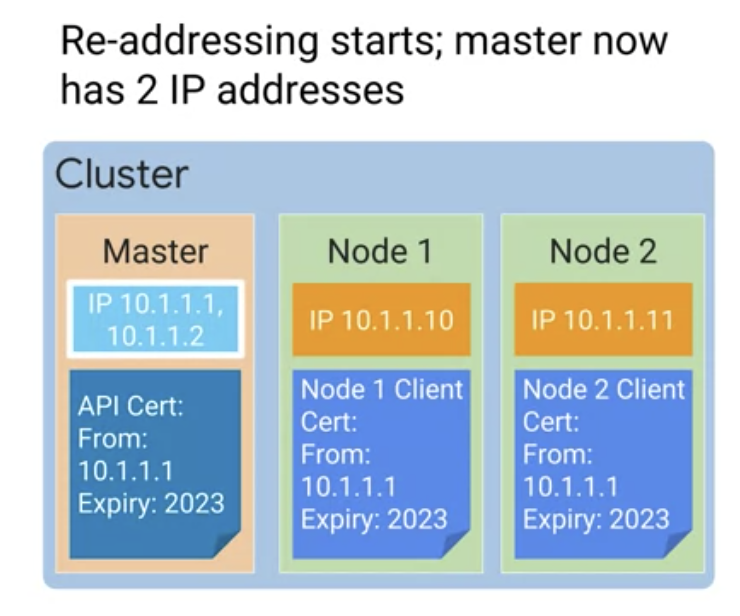 Re-addressing starts; master now
has 2 IP addresses
Cluster
Master
IP 10.1.1.1,
10.1.1.2
API Cert:
From:
10.1.1.1
Expiry: 2023
Node 1
IP 10.1.1.10
Node 1 Client
Cert:
From:
10.1.1.1
Expiry: 2023
Node 2
IP 10.1.1.11
Node 2 Client
Cert:
From:
10.1.1.1
Expiry: 2023